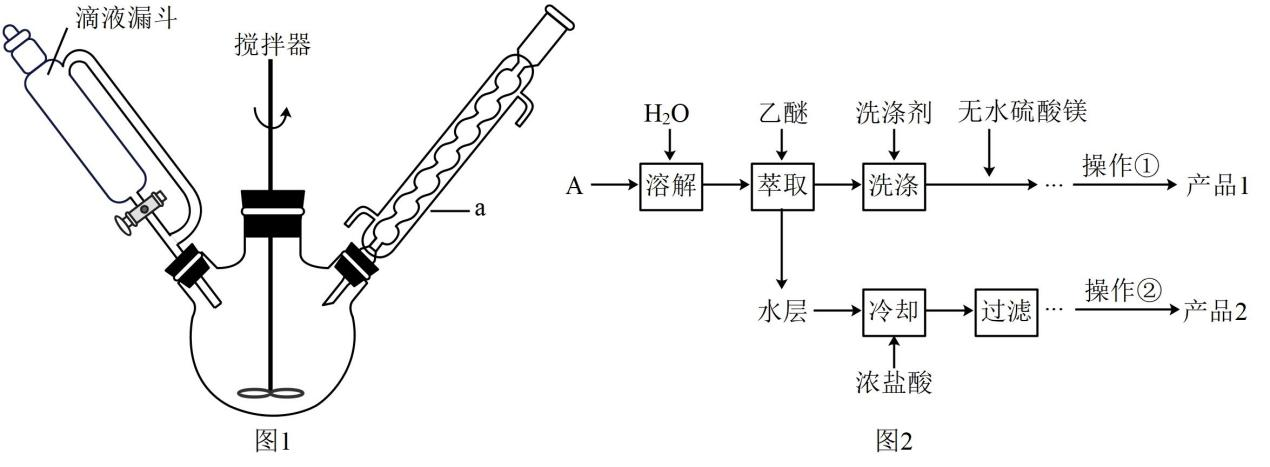 滴液漏斗
搅拌器
a
图1
H₂O
乙醚
洗涤剂
无水硫酸镁
A
溶解
萃取
洗涤
…
操作①
产品1
水层
冷却
过滤
…
操作②
产品2
浓盐酸
图2